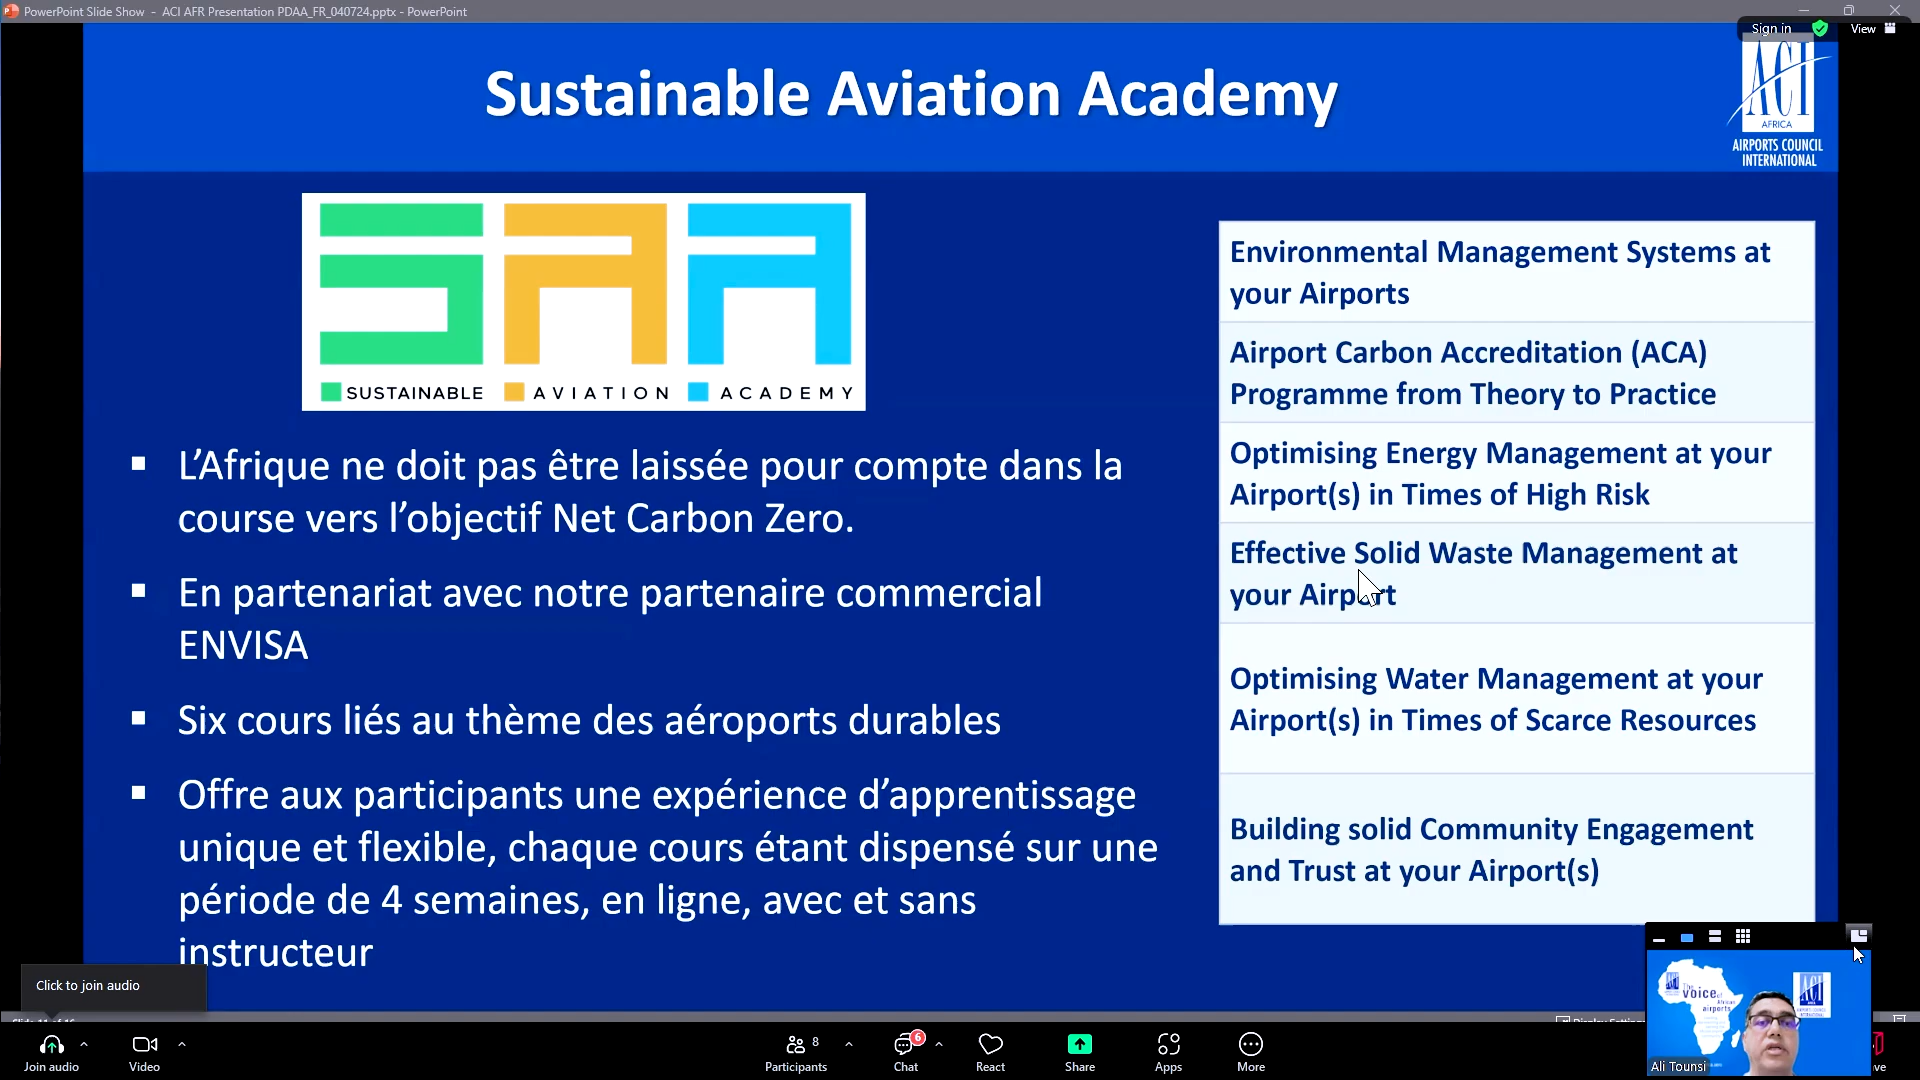 PowerPoint Slide Show - ACI AFR Presentation PDAA_FR_040724.pptx - PowerPoint
Sign in
View
Sustainable Aviation Academy
ACI
AFRICA
AIRPORTS COUNCIL
INTERNATIONAL
SUSTAINABLE AVIATION ACADEMY
L’Afrique ne doit pas être laissée pour compte dans la
course vers l’objectif Net Carbon Zero.
En partenariat avec notre partenaire commercial
ENVISA
Six cours liés au thème des aéroports durables
Offre aux participants une expérience d’apprentissage
unique et flexible, chaque cours étant dispensé sur une
période de 4 semaines, en ligne, avec et sans
instructeur
Environmental Management Systems at
your Airports
Airport Carbon Accreditation (ACA)
Programme from Theory to Practice
Optimising Energy Management at your
Airport(s) in Times of High Risk
Effective Solid Waste Management at
your Airport
Optimising Water Management at your
Airport(s) in Times of Scarce Resources
Building solid Community Engagement
and Trust at your Airport(s)
Click to join audio
The
voice of
African
airports
ACI
Ali Tounsi
Join audio
Video
8
Participants
6
Chat
React
Share
Apps
More